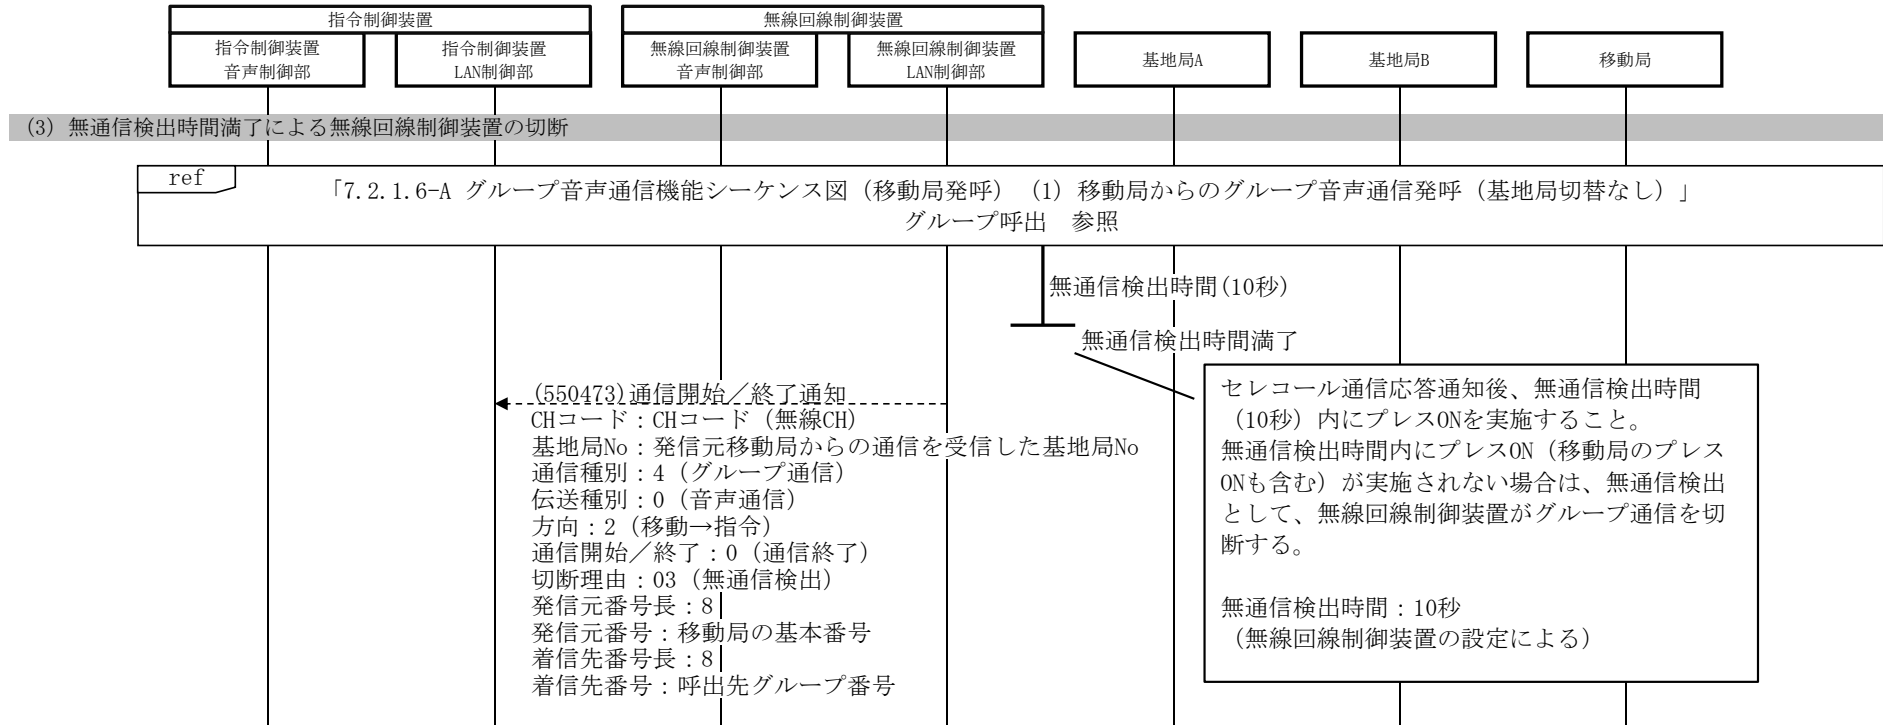 指令制御装置
無線回線制御装置
指令制御装置
音声制御部
指令制御装置
LAN制御部
無線回線制御装置
音声制御部
無線回線制御装置
LAN制御部
基地局A
基地局B
移動局
(3) 無通信検出時間満了による無線回線制御装置の切断
ref
「7.2.1.6-A グループ音声通信機能シーケンス図（移動局発呼）（1）移動局からのグループ音声通信発呼（基地局切替なし）」
グループ呼出　参照
無通信検出時間(10秒)
無通信検出時間満了
(550473)通信開始／終了通知
CHコード：CHコード（無線CH）
基地局No：発信元移動局からの通信を受信した基地局No
通信種別：4（グループ通信）
伝送種別：0（音声通信）
方向：2（移動→指令）
通信開始／終了：0（通信終了）
切断理由：03（無通信検出）
発信元番号長：8
発信元番号：移動局の基本番号
着信先番号長：8
着信先番号：呼出先グループ番号
セレコール通信応答通知後、無通信検出時間
（10秒）内にプレスONを実施すること。
無通信検出時間内にプレスON（移動局のプレス
ONも含む）が実施されない場合は、無通信検出
として、無線回線制御装置がグループ通信を切
断する。
無通信検出時間：10秒
（無線回線制御装置の設定による）